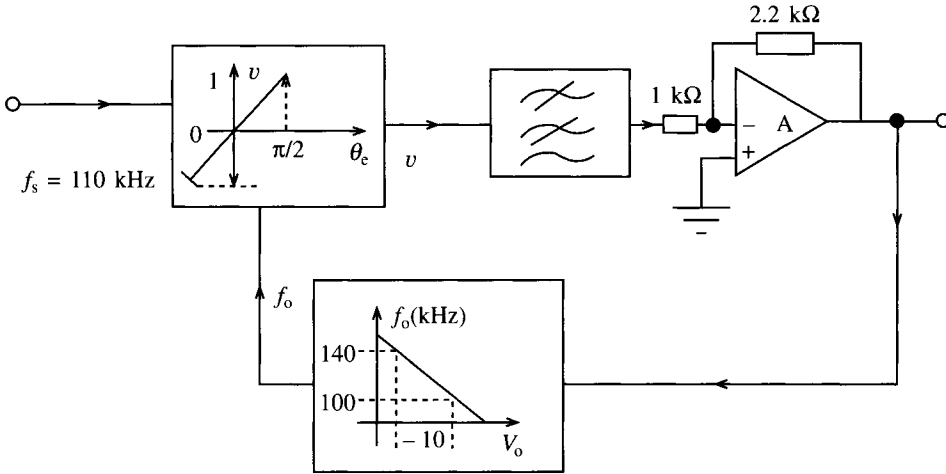 2.2 kΩ
1 kΩ
1
v
0
π/2
θe
fs = 110 kHz
v
A
−
+
fo
fo(kHz)
140
100
− 10
Vo